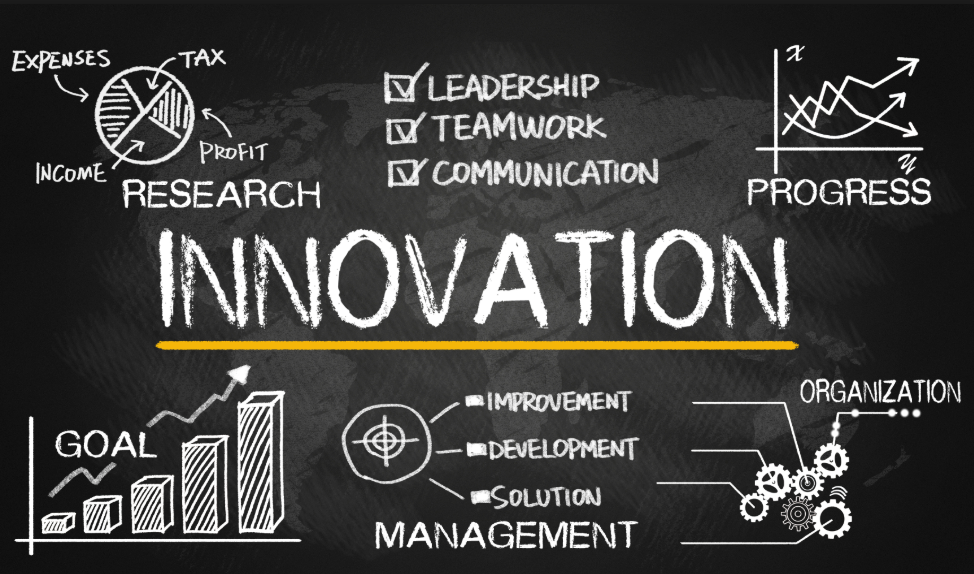 EXPENSES
TAX
INCOME
PROFIT
RESEARCH
LEADERSHIP
TEAMWORK
COMMUNICATION
x
y
PROGRESS
INNOVATION
GOAL
IMPROVEMENT
DEVELOPMENT
SOLUTION
MANAGEMENT
ORGANIZATION